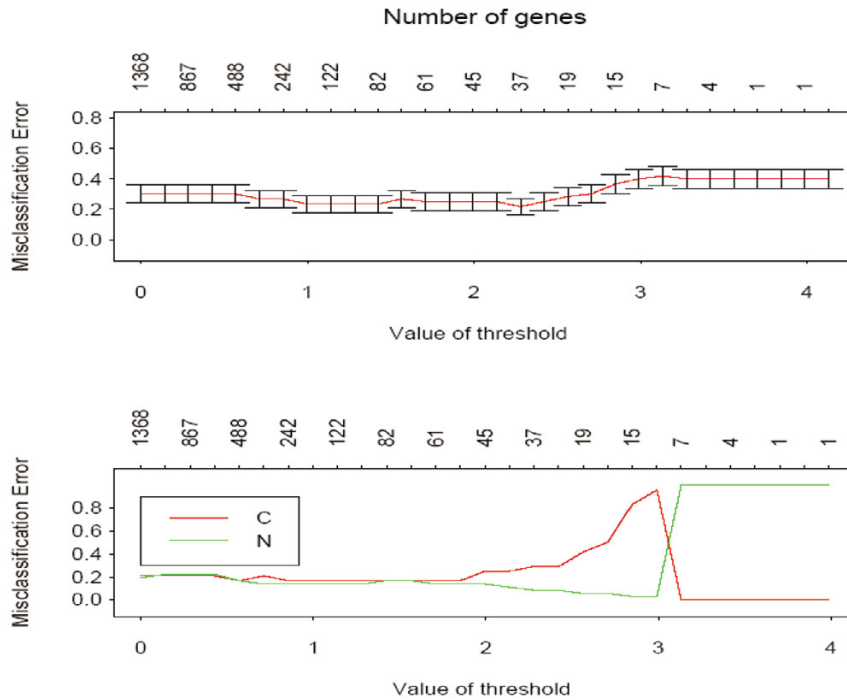 Number of genes
1368 867 488 242 122 82 61 45 37 19 15 7 4 1 1
Misclassification Error
0.8
0.6
0.4
0.2
0.0
0 1 2 3 4
Value of threshold
1368 867 488 242 122 82 61 45 37 19 15 7 4 1 1
Misclassification Error
0.8
0.6
0.4
0.2
0.0
C
N
0 1 2 3 4
Value of threshold